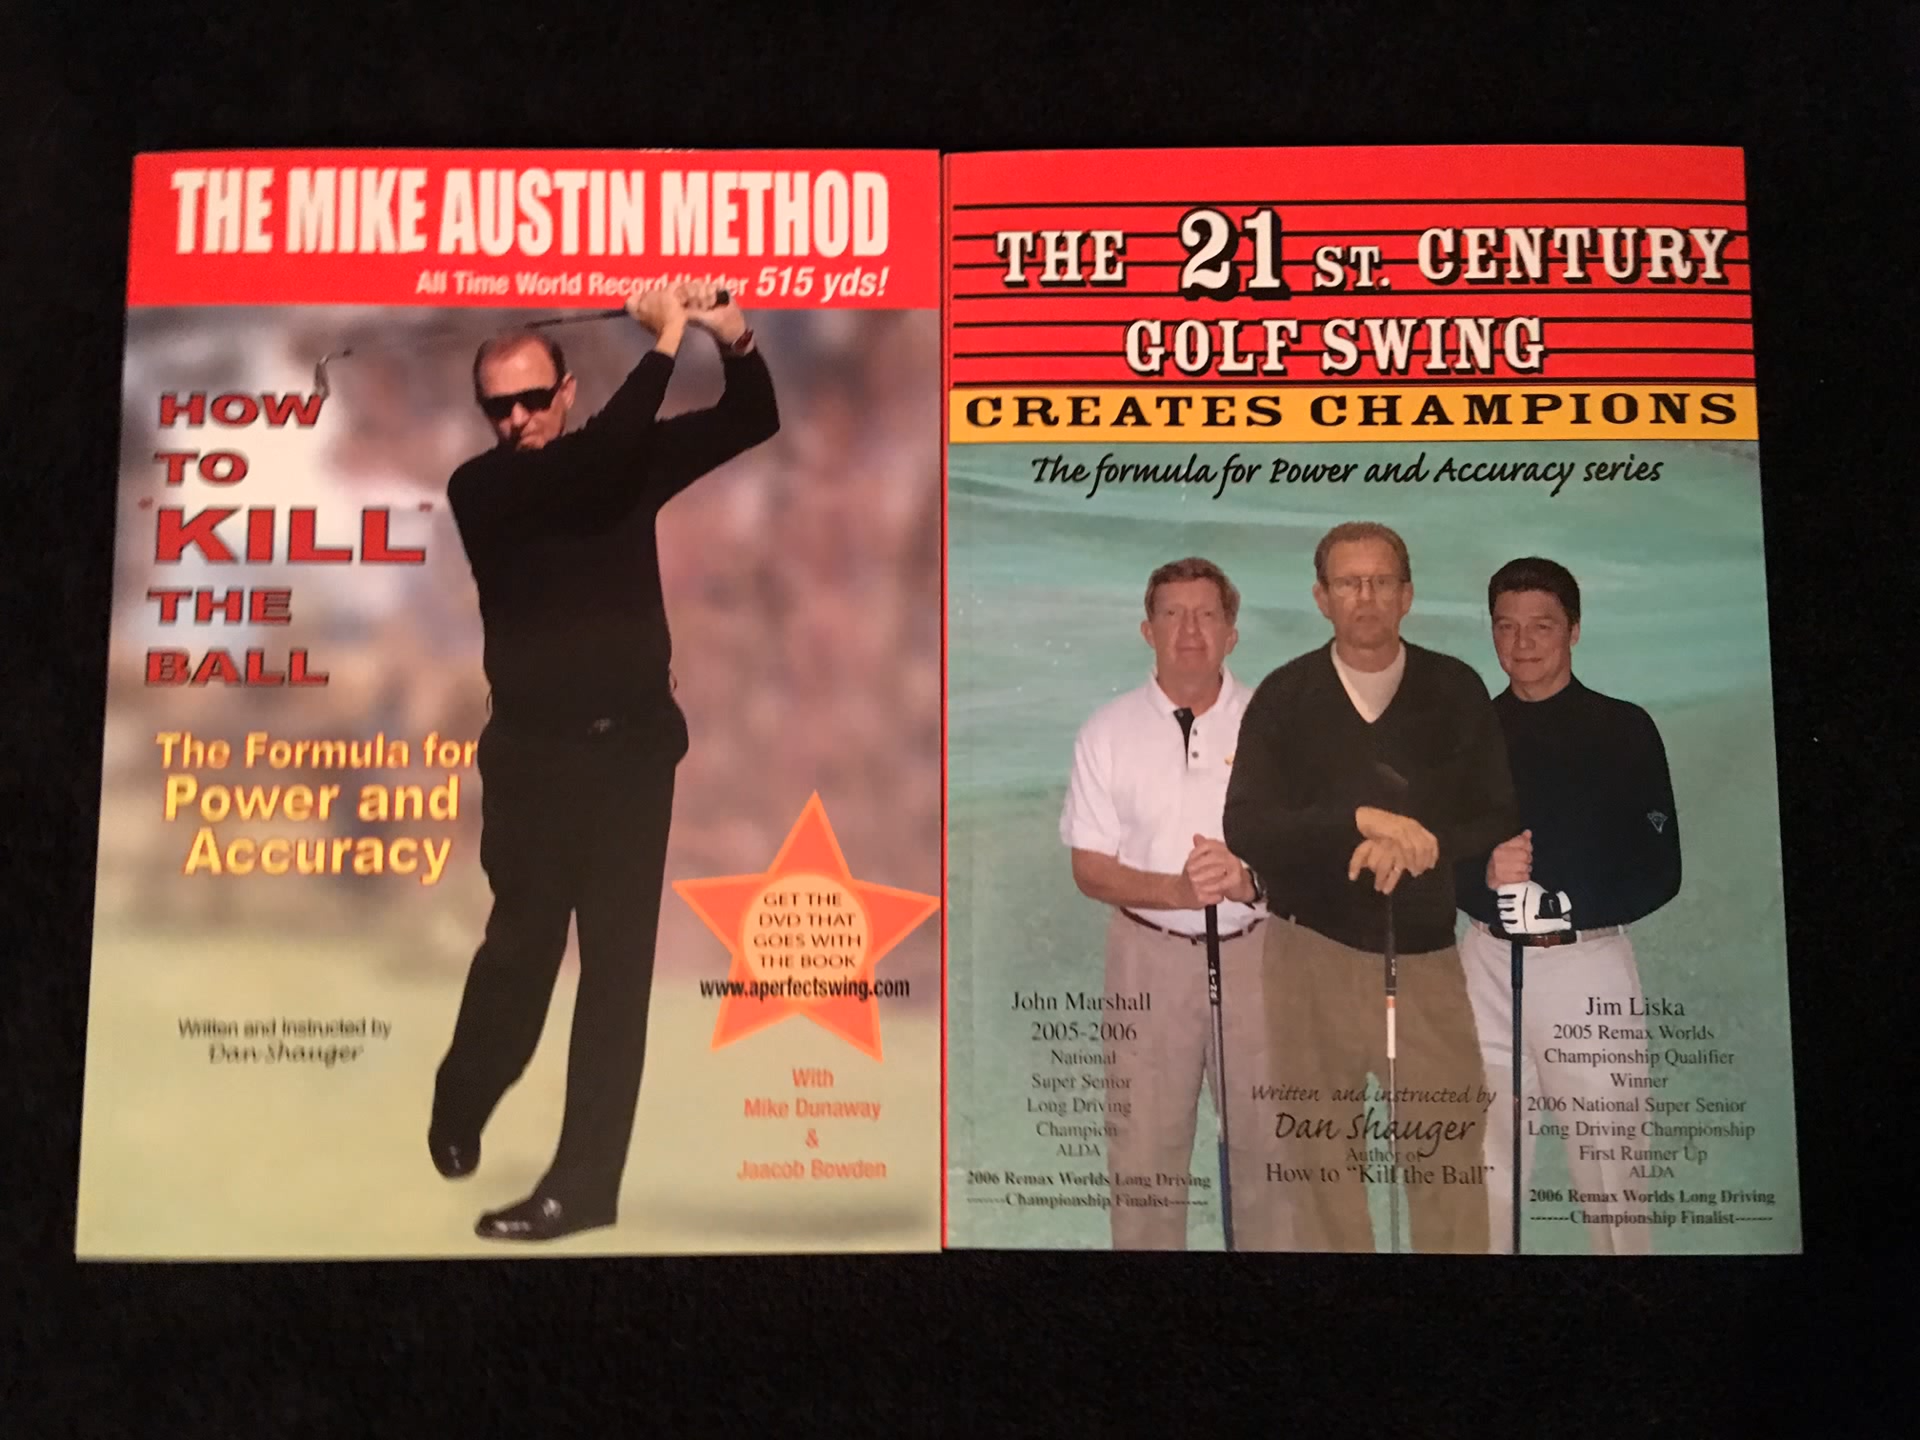 THE MIKE AUSTIN METHOD
All Time World Record Holder 515 yds!
HOW
TO
"KILL"
THE
BALL
The Formula for
Power and
Accuracy
GET THE
DVD THAT
GOES WITH
THE BOOK
www.aperfectswing.com
Written and Instructed by
Dan Shauger
With
Mike Dunaway
&
Jaacob Bowden
THE 21 ST. CENTURY
GOLF SWING
CREATES CHAMPIONS
The formula for Power and Accuracy series
John Marshall
2005-2006
National
Super Senior
Long Driving
Champion
ALDA
2006 Remax Worlds Long Driving
-------Championship Finalist-------
Written and instructed by
Dan Shauger
Author of
How to "Kill the Ball"
Jim Liska
2005 Remax Worlds
Championship Qualifier
Winner
2006 National Super Senior
Long Driving Championship
First Runner Up
ALDA
2006 Remax Worlds Long Driving
-------Championship Finalist-------